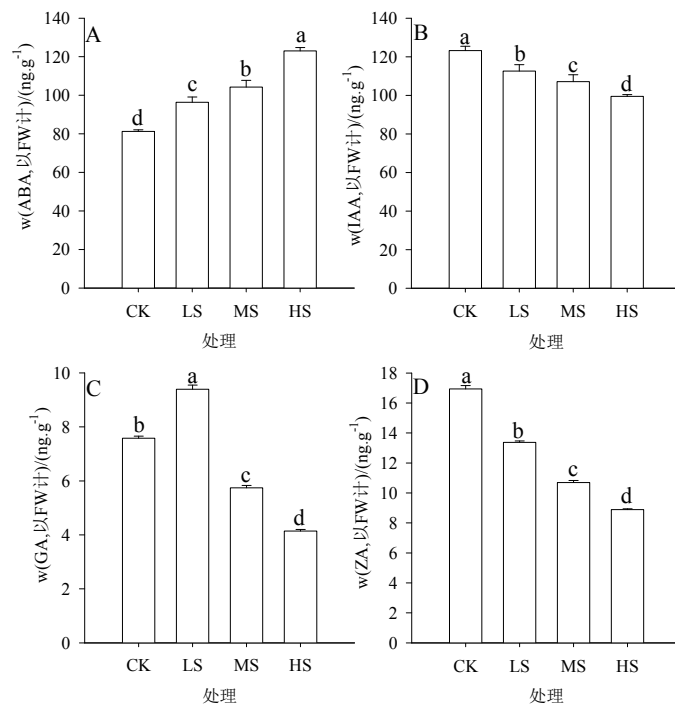 A
w(ABA,以FW计)/(ng.g⁻¹)
140
120
100
80
60
40
20
0
d
c
b
a
CK LS MS HS
处理
B
w(IAA,以FW计)/(ng.g⁻¹)
140
120
100
80
60
40
20
0
a
b
c
d
CK LS MS HS
处理
C
w(GA,以FW计)/(ng.g⁻¹)
10
8
6
4
2
0
b
a
c
d
CK LS MS HS
处理
D
w(ZA,以FW计)/(ng.g⁻¹)
18
16
14
12
10
8
6
4
2
0
a
b
c
d
CK LS MS HS
处理